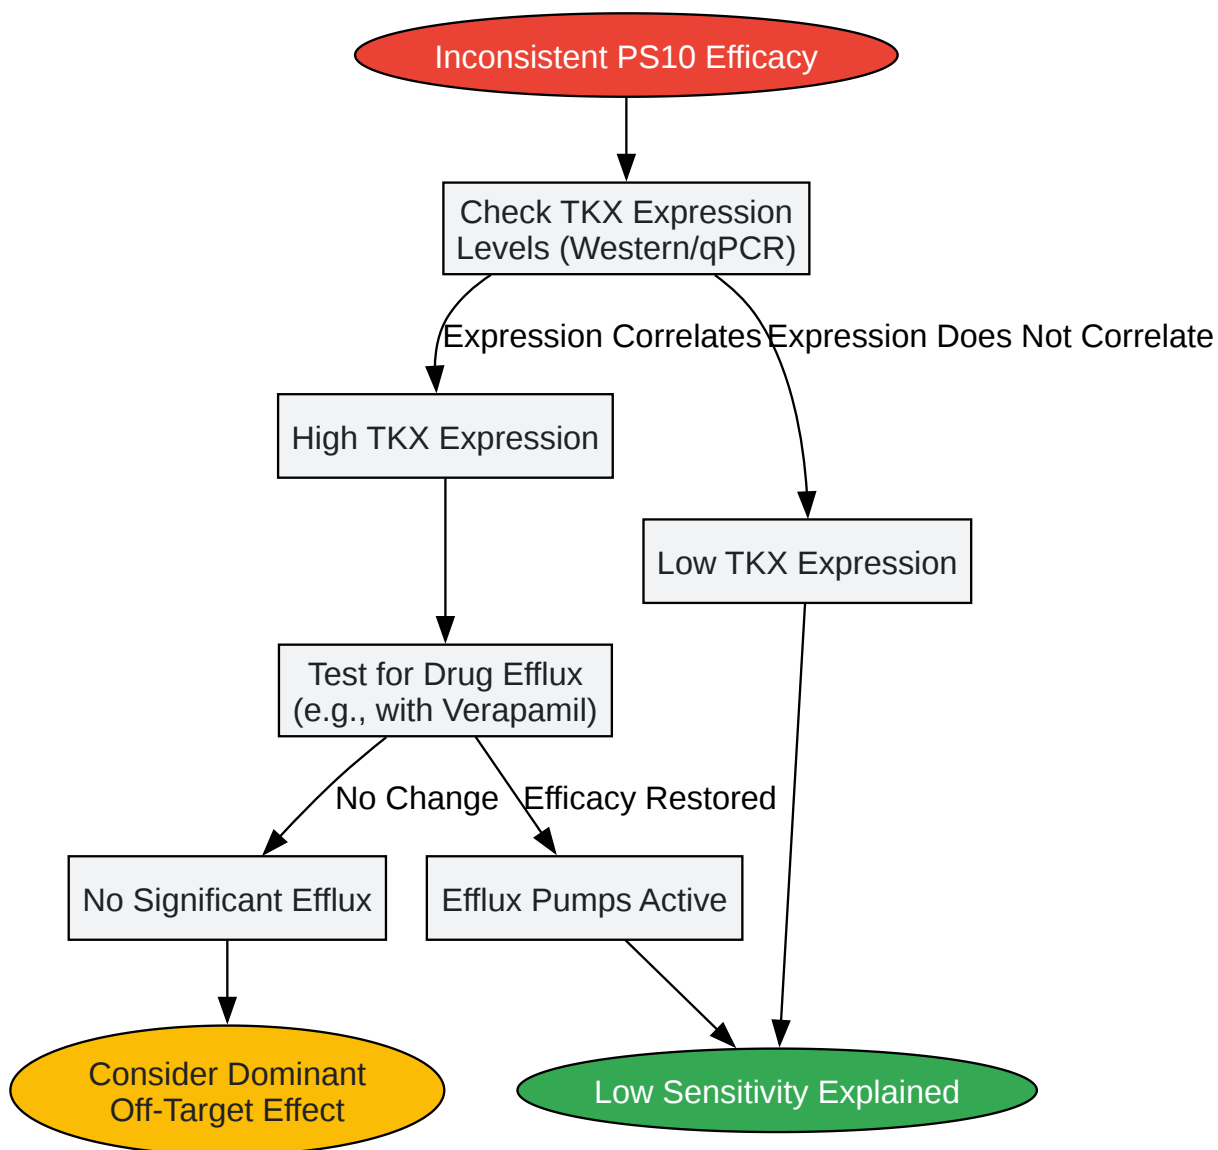 Inconsistent PS10 Efficacy
Check TKX Expression
Levels (Western/qPCR)
Expression Correlates
Expression Does Not Correlate
High TKX Expression
Low TKX Expression
Test for Drug Efflux
(e.g., with Verapamil)
No Change
Efficacy Restored
No Significant Efflux
Efflux Pumps Active
Consider Dominant
Off-Target Effect
Low Sensitivity Explained